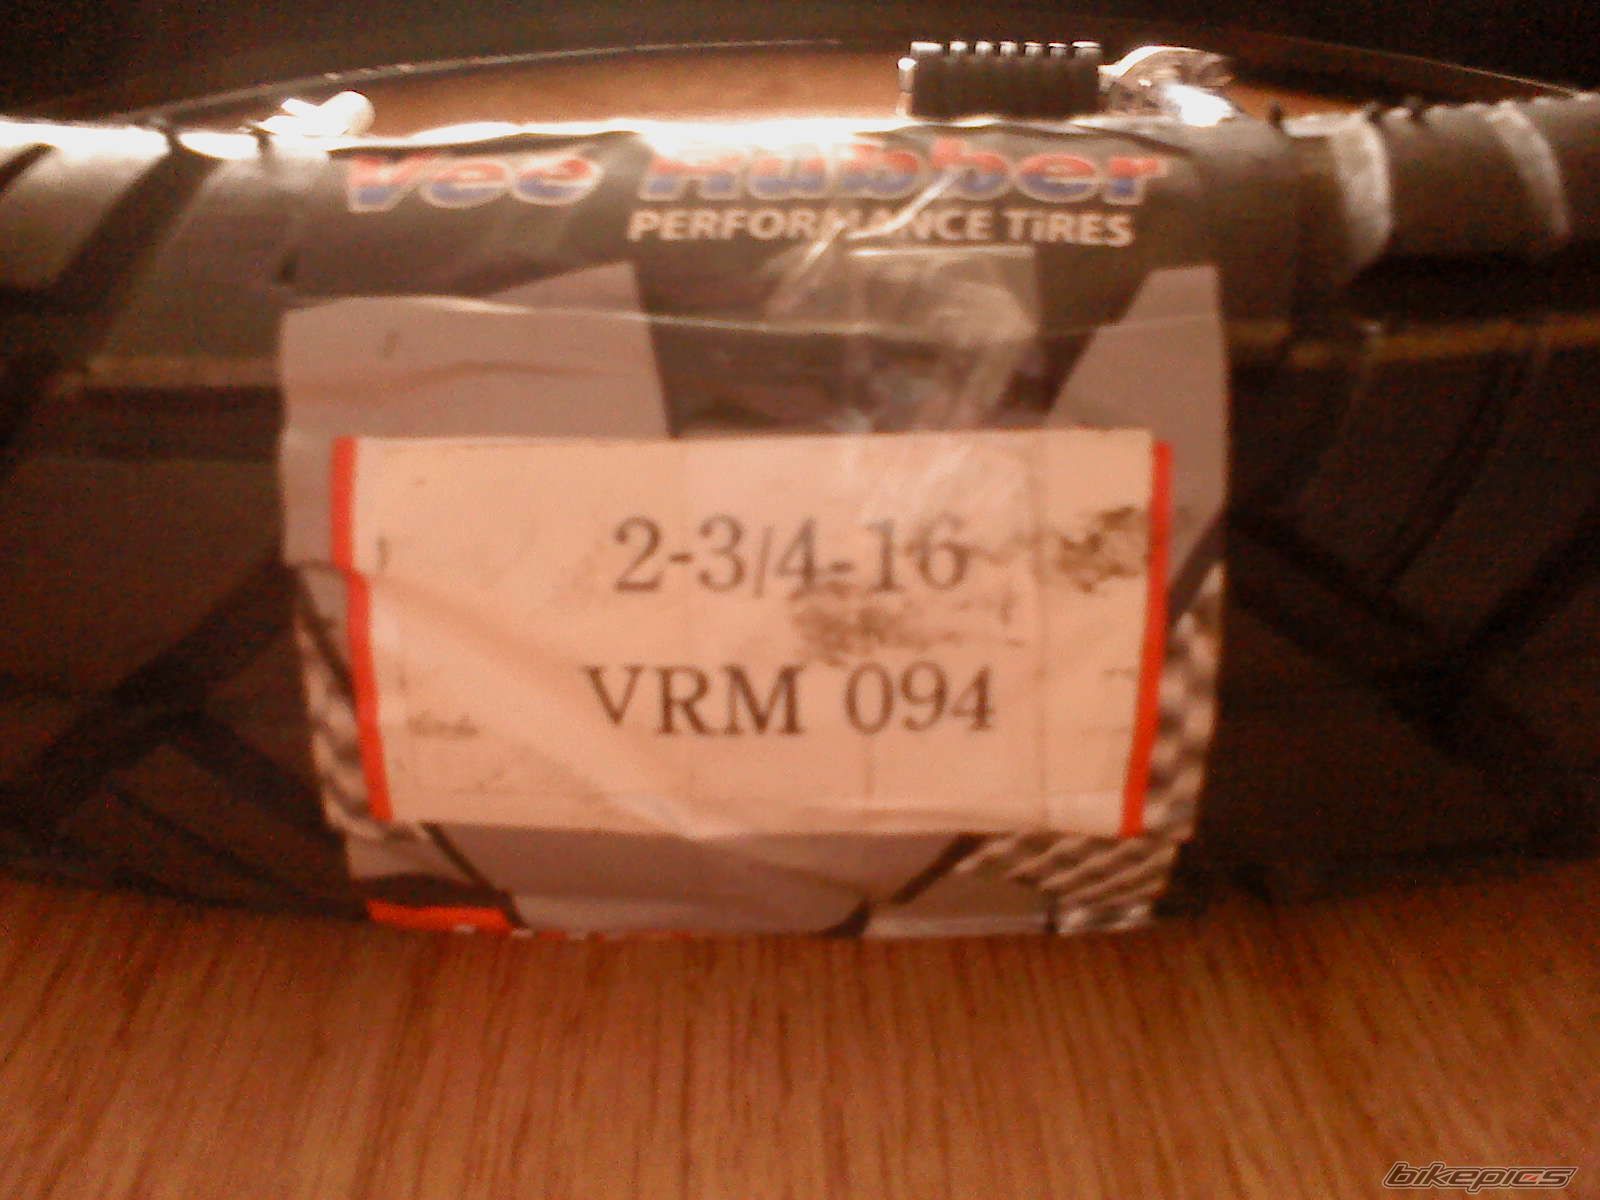 Vee Rubber
PERFORMANCE TIRES
2-3/4-16
VRM 094
bikepics